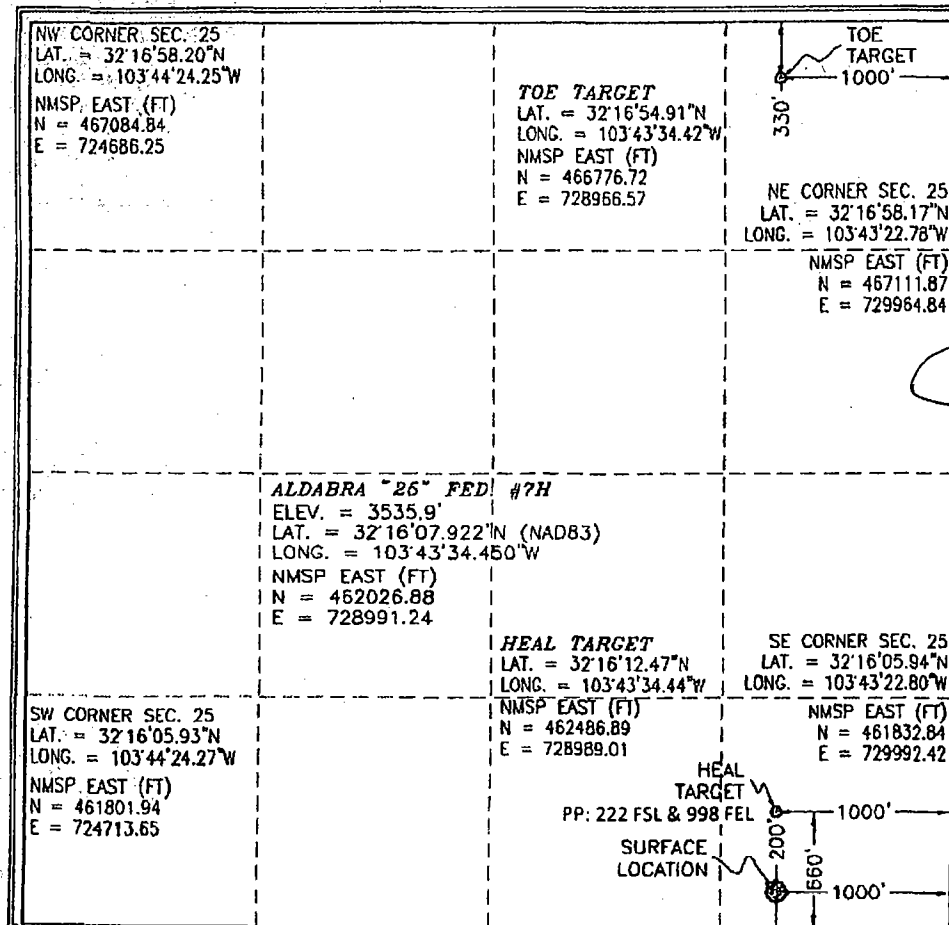 NW CORNER SEC. 25
LAT. = 32°16'58.20"N
LONG. = 103°44'24.25"W
NMSP EAST (FT)
N = 467084.84
E = 724686.25
TOE
TARGET
1000'
330'
TOE TARGET
LAT. = 32°16'54.91"N
LONG. = 103°43'34.42"W
NMSP EAST (FT)
N = 466776.72
E = 728966.57
NE CORNER SEC. 25
LAT. = 32°16'58.17"N
LONG. = 103°43'22.78"W
NMSP EAST (FT)
N = 467111.87
E = 729964.84
ALDABRA "25" FED #7H
ELEV. = 3535.9'
LAT. = 32°16'07.922"N (NAD83)
LONG. = 103°43'34.450"W
NMSP EAST (FT)
N = 462026.88
E = 728991.24
HEAL TARGET
LAT. = 32°16'12.47"N
LONG. = 103°43'34.44"W
NMSP EAST (FT)
N = 462486.89
E = 728989.01
SE CORNER SEC. 25
LAT. = 32°16'05.94"N
LONG. = 103°43'22.80"W
NMSP EAST (FT)
N = 461832.84
E = 729992.42
SW CORNER SEC. 25
LAT. = 32°16'05.93"N
LONG. = 103°44'24.27"W
NMSP EAST (FT)
N = 461801.94
E = 724713.65
HEAL
TARGET
PP: 222 FSL & 998 FEL
1000'
200'
660'
SURFACE
LOCATION
1000'